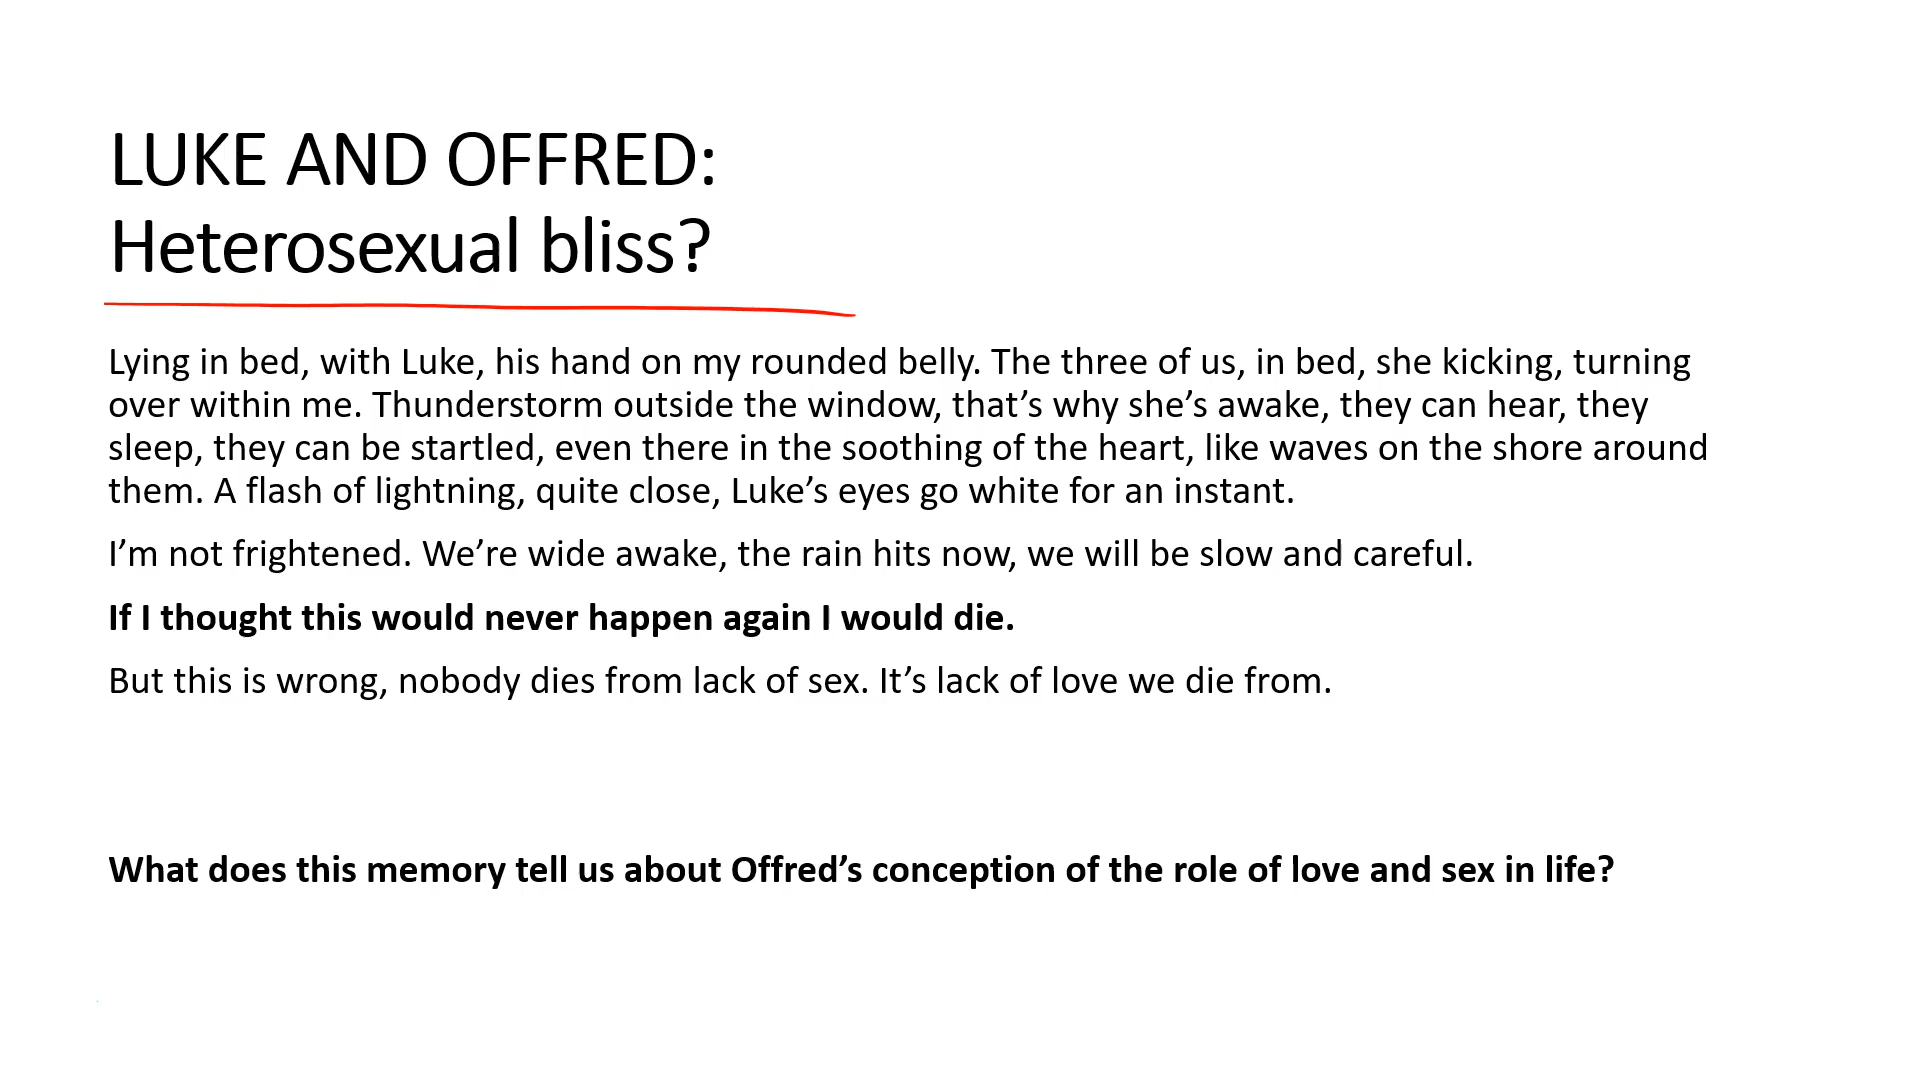 LUKE AND OFFRED:
Heterosexual bliss?
Lying in bed, with Luke, his hand on my rounded belly. The three of us, in bed, she kicking, turning
over within me. Thunderstorm outside the window, that’s why she’s awake, they can hear, they
sleep, they can be startled, even there in the soothing of the heart, like waves on the shore around
them. A flash of lightning, quite close, Luke’s eyes go white for an instant.
I’m not frightened. We’re wide awake, the rain hits now, we will be slow and careful.
If I thought this would never happen again I would die.
But this is wrong, nobody dies from lack of sex. It’s lack of love we die from.
What does this memory tell us about Offred’s conception of the role of love and sex in life?